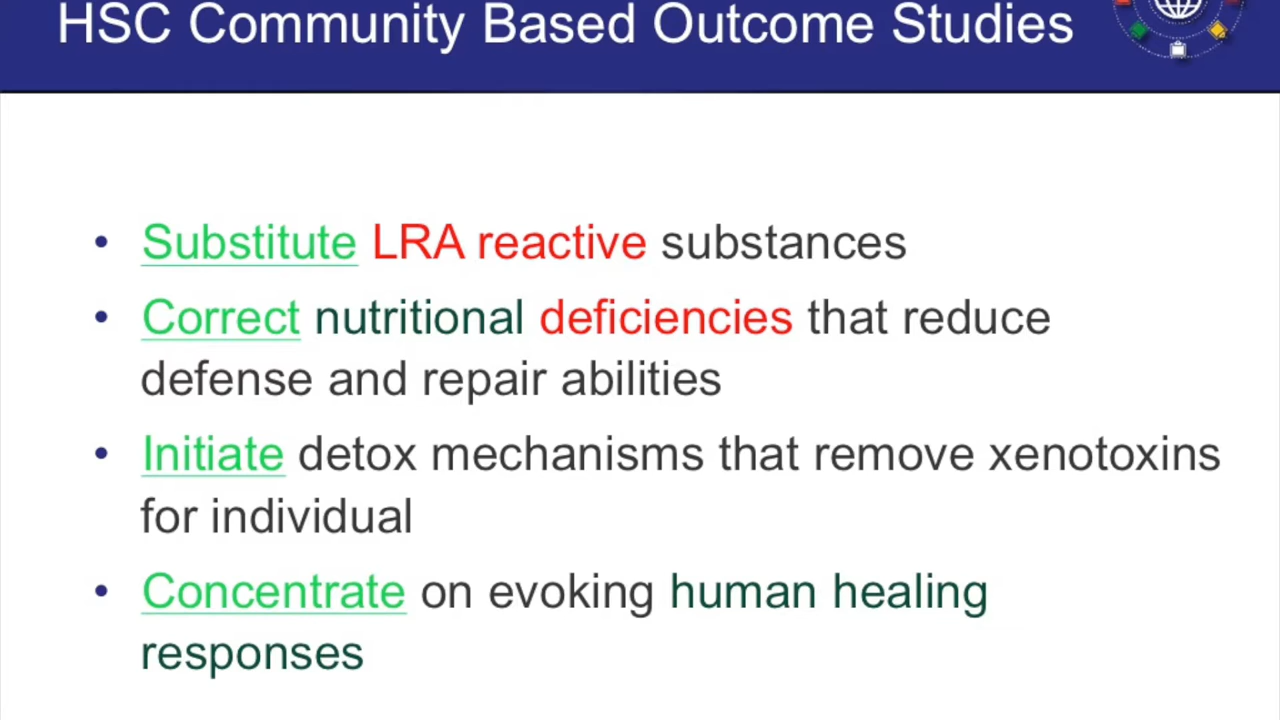 HSC Community Based Outcome Studies
• Substitute LRA reactive substances
• Correct nutritional deficiencies that reduce
defense and repair abilities
• Initiate detox mechanisms that remove xenotoxins
for individual
• Concentrate on evoking human healing
responses